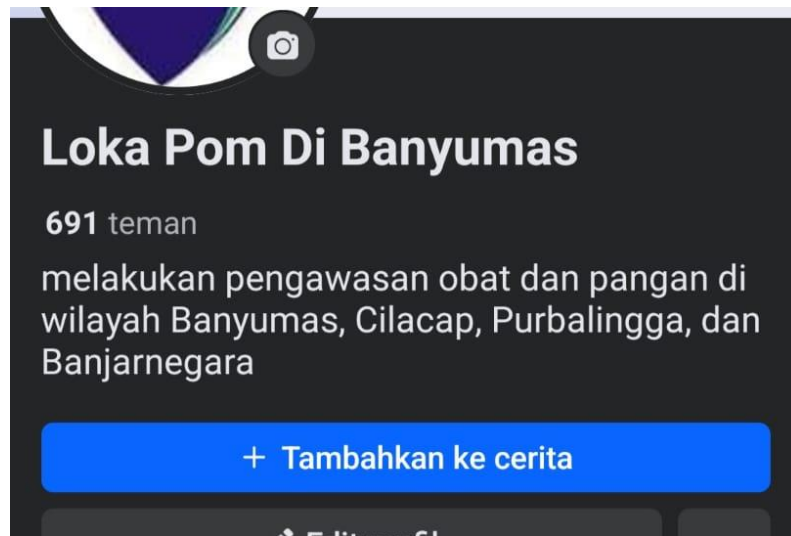 Loka Pom Di Banyumas
691 teman
melakukan pengawasan obat dan pangan di
wilayah Banyumas, Cilacap, Purbalingga, dan
Banjarnegara
+ Tambahkan ke cerita